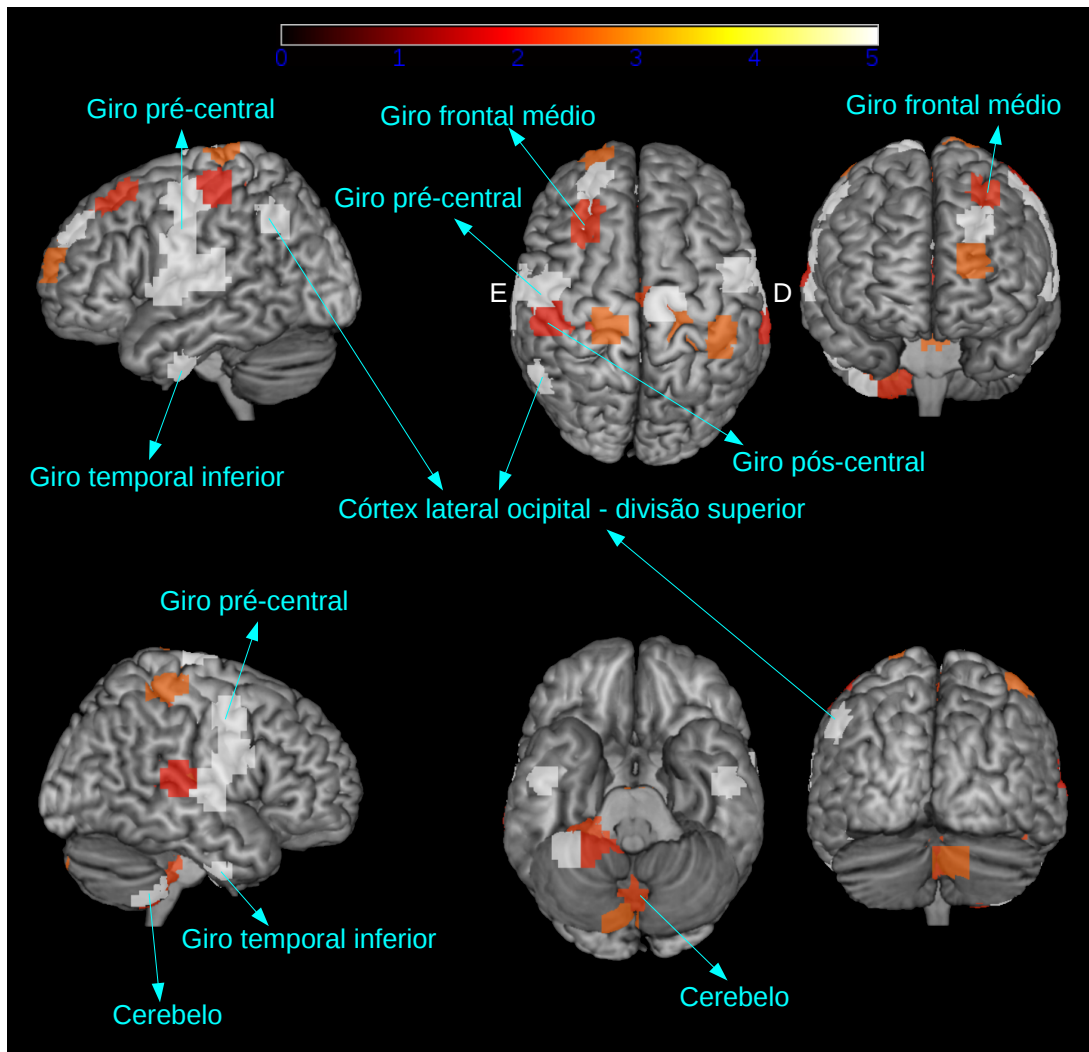 0 1 2 3 4 5
Giro pré-central
Giro frontal médio
Giro frontal médio
Giro pré-central
E
D
Giro temporal inferior
Giro pós-central
Córtex lateral ocipital - divisão superior
Giro pré-central
Giro temporal inferior
Cerebelo
Cerebelo